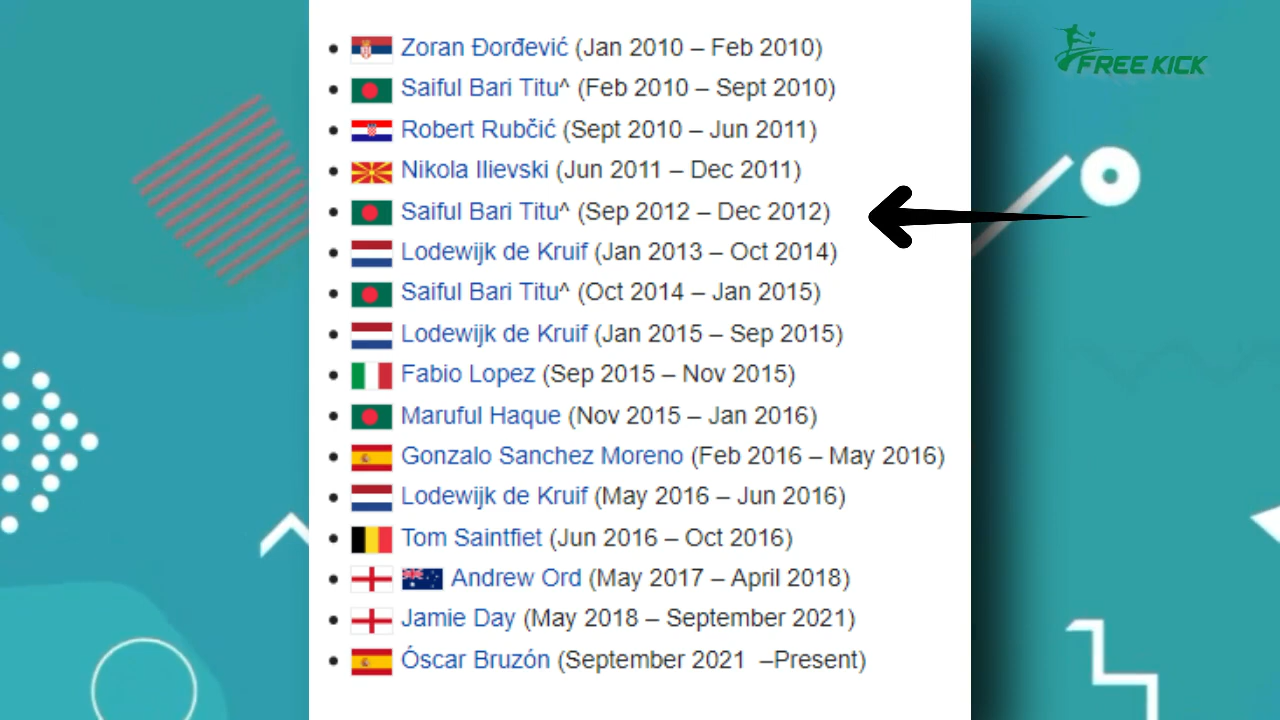 FREE KICK
Zoran Đorđević (Jan 2010 – Feb 2010)
Saiful Bari Titu^ (Feb 2010 – Sept 2010)
Robert Rubčić (Sept 2010 – Jun 2011)
Nikola Ilievski (Jun 2011 – Dec 2011)
Saiful Bari Titu^ (Sep 2012 – Dec 2012)
Lodewijk de Kruif (Jan 2013 – Oct 2014)
Saiful Bari Titu^ (Oct 2014 – Jan 2015)
Lodewijk de Kruif (Jan 2015 – Sep 2015)
Fabio Lopez (Sep 2015 – Nov 2015)
Maruful Haque (Nov 2015 – Jan 2016)
Gonzalo Sanchez Moreno (Feb 2016 – May 2016)
Lodewijk de Kruif (May 2016 – Jun 2016)
Tom Saintfiet (Jun 2016 – Oct 2016)
Andrew Ord (May 2017 – April 2018)
Jamie Day (May 2018 – September 2021)
Óscar Bruzón (September 2021 –Present)